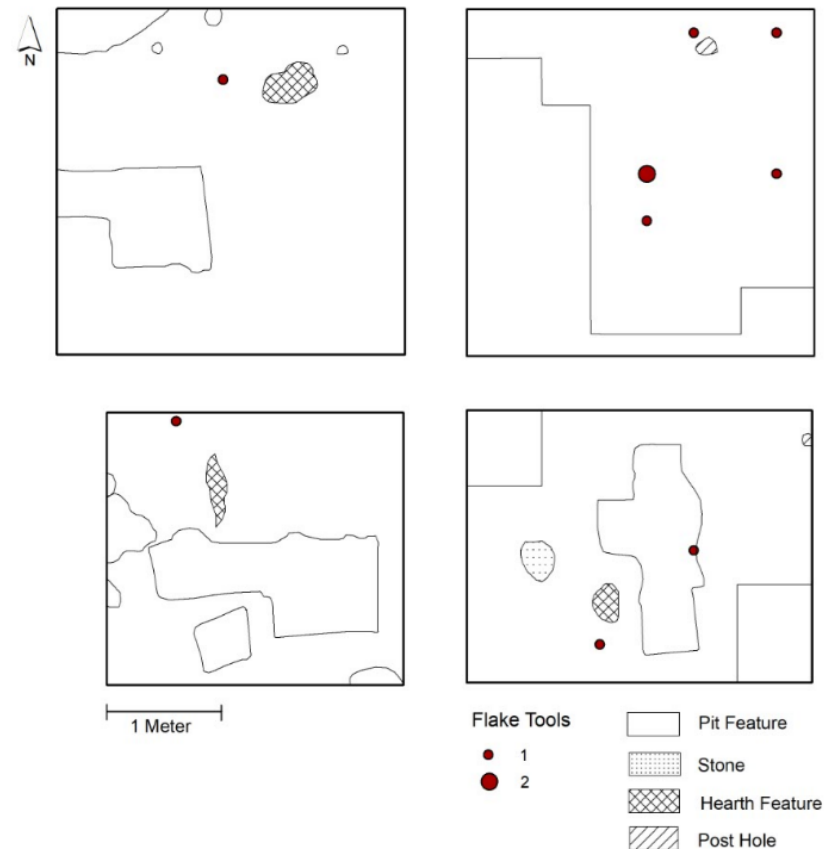 N
1 Meter
Flake Tools
1
2
Pit Feature
Stone
Hearth Feature
Post Hole